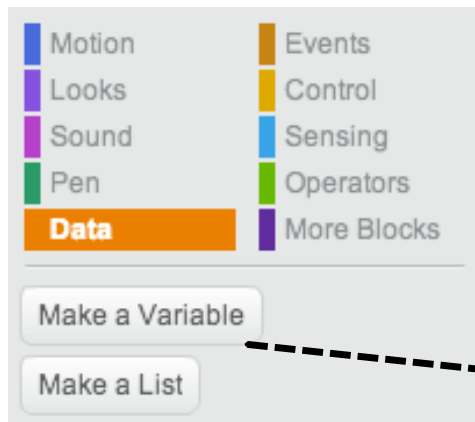 Motion
Events
Looks
Control
Sound
Sensing
Pen
Operators
Data
More Blocks
Make a Variable
Make a List